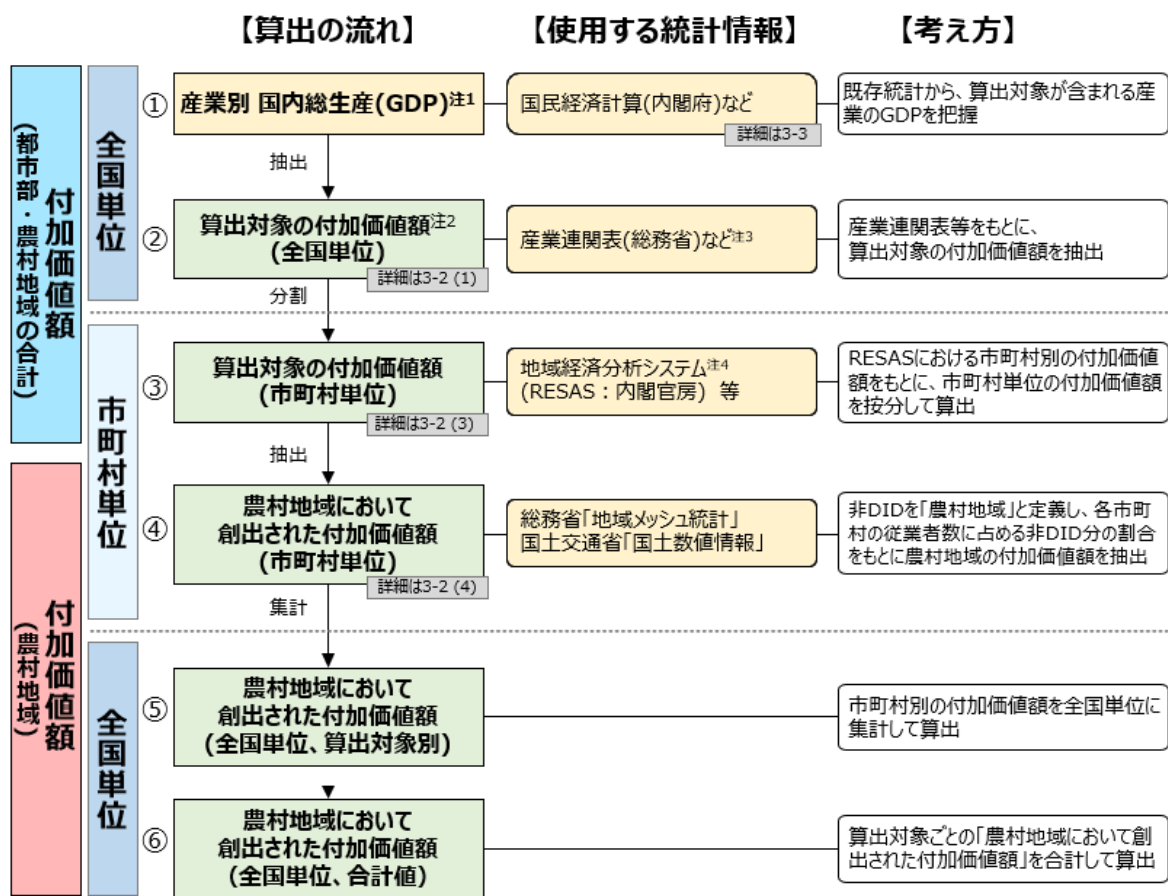 【算出の流れ】
【使用する統計情報】
【考え方】
付加価値額
(都市部・農村地域の合計)
全国単位
① 産業別 国内総生産(GDP)注1
国民経済計算(内閣府)など
詳細は3-3
既存統計から、算出対象が含まれる産
業のGDPを把握
抽出
② 算出対象の付加価値額注2
(全国単位)
詳細は3-2 (1)
産業連関表(総務省)など注3
産業連関表等をもとに、
算出対象の付加価値額を抽出
分割
市町村単位
③ 算出対象の付加価値額
(市町村単位)
詳細は3-2 (3)
地域経済分析システム注4
(RESAS:内閣官房) 等
RESASにおける市町村別の付加価値
額をもとに、市町村単位の付加価値額
を按分して算出
抽出
付加価値額
(農村地域)
④ 農村地域において
創出された付加価値額
(市町村単位)
詳細は3-2 (4)
総務省「地域メッシュ統計」
国土交通省「国土数値情報」
非DIDを「農村地域」と定義し、各市町
村の従業者数に占める非DID分の割合
をもとに農村地域の付加価値額を抽出
集計
全国単位
⑤ 農村地域において
創出された付加価値額
(全国単位、算出対象別)
市町村別の付加価値額を全国単位に
集計して算出
⑥ 農村地域において
創出された付加価値額
(全国単位、合計値)
算出対象ごとの「農村地域において創
出された付加価値額」を合計して算出